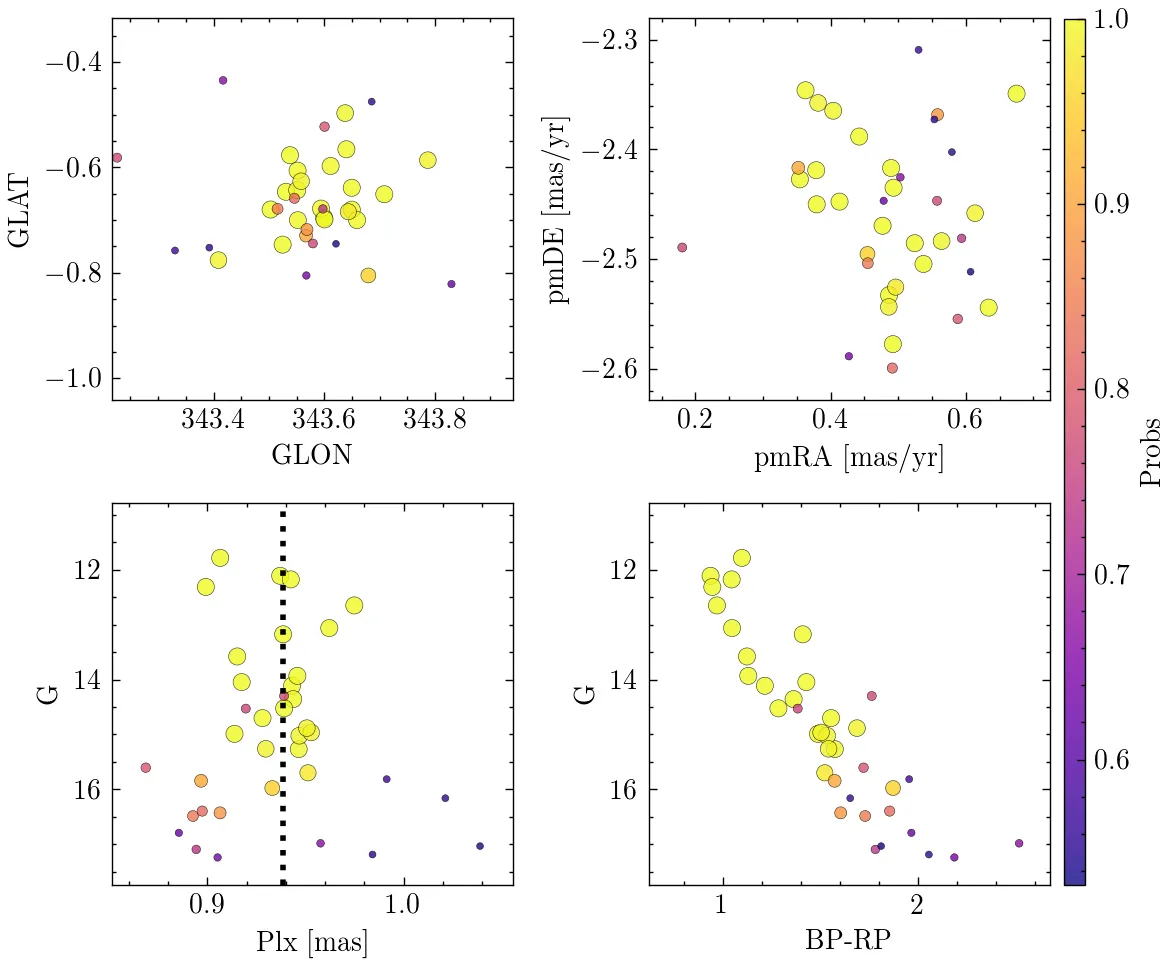 −0.4
−0.6
−0.8
−1.0
GLAT
343.4 343.6 343.8
GLON
−2.3
−2.4
−2.5
−2.6
pmDE [mas/yr]
0.2 0.4 0.6
pmRA [mas/yr]
12
14
16
G
0.9 1.0
Plx [mas]
12
14
16
G
1 2
BP-RP
1.0
0.9
0.8
0.7
0.6
Probs